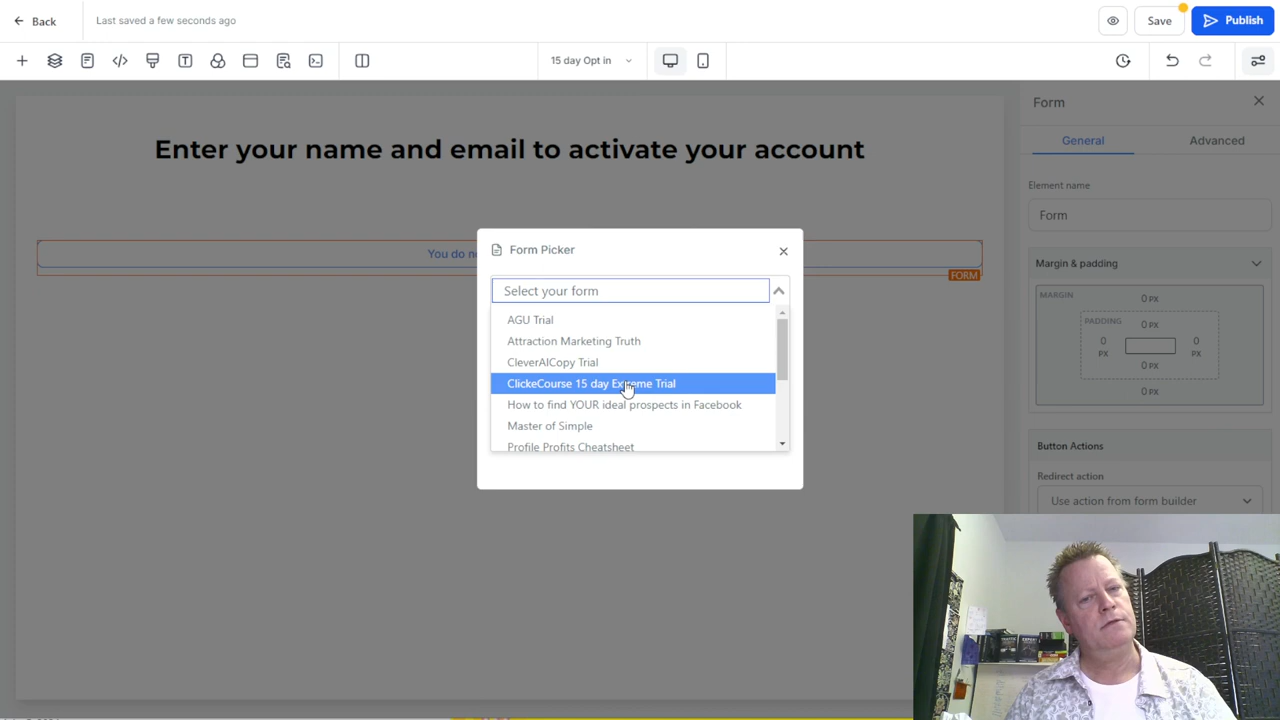 Back
Last saved a few seconds ago
Save
Publish
15 day Opt in
Enter your name and email to activate your account
You do n
FORM
Form Picker
Select your form
AGU Trial
Attraction Marketing Truth
CleverAICopy Trial
ClickeCourse 15 day Extreme Trial
How to find YOUR ideal prospects in Facebook
Master of Simple
Profile Profits Cheatsheet
Form
General
Advanced
Element name
Form
Margin & padding
MARGIN
0 PX
PADDING
0 PX
0 PX
0 PX
0 PX
0 PX
Button Actions
Redirect action
Use action from form builder